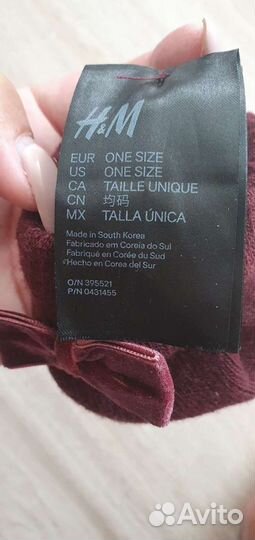 H&M
EUR ONE SIZE
US ONE SIZE
CA TAILLE UNIQUE
CN 均码
MX TALLA ÚNICA
Made in South Korea
Fabricado em Coreia do Sul
Fabriqué en Corée du Sud
Hecho en Corea del Sur
O/N 375521
P/N 0431455
Avito